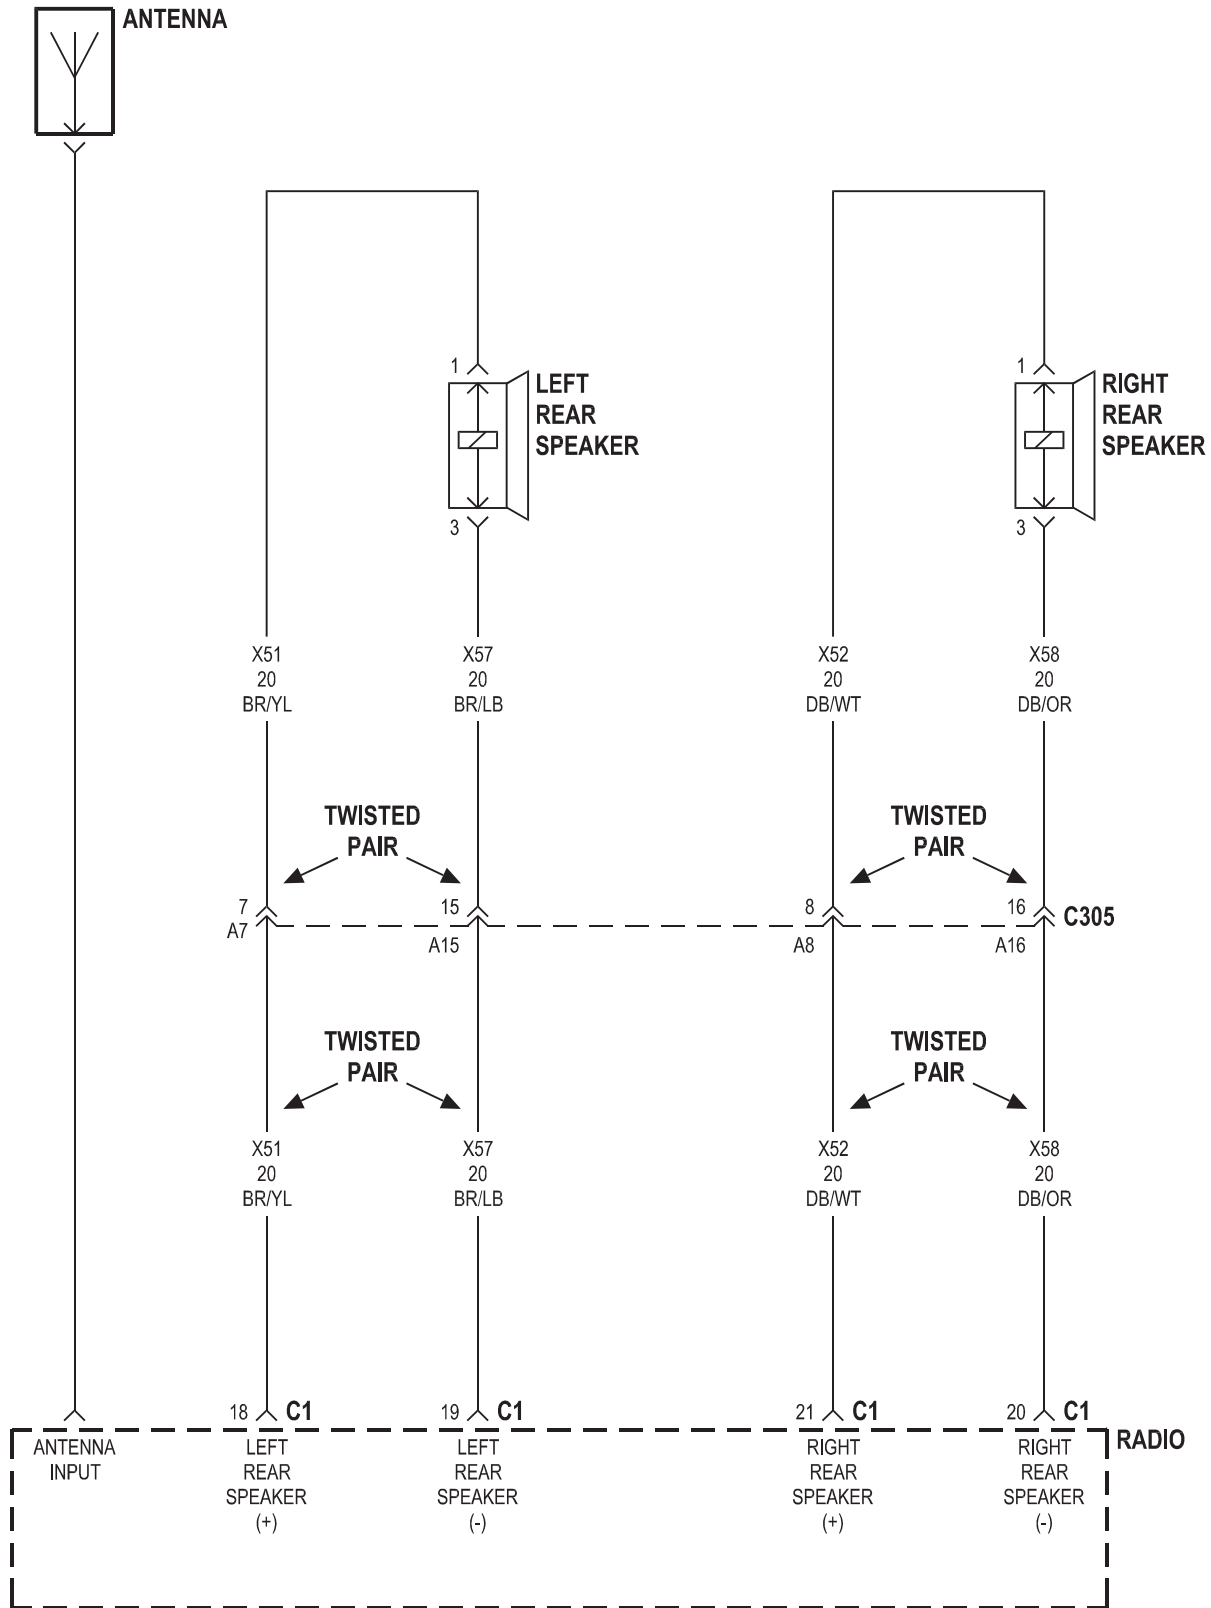 ANTENNA
1
LEFT
REAR
SPEAKER
3
1
RIGHT
REAR
SPEAKER
3
X51
20
BR/YL
X57
20
BR/LB
X52
20
DB/WT
X58
20
DB/OR
TWISTED
PAIR
TWISTED
PAIR
7
15
8
16
C305
A7
A15
A8
A16
TWISTED
PAIR
TWISTED
PAIR
X51
20
BR/YL
X57
20
BR/LB
X52
20
DB/WT
X58
20
DB/OR
18 C1
19 C1
21 C1
20 C1
RADIO
ANTENNA
INPUT
LEFT
REAR
SPEAKER
(+)
LEFT
REAR
SPEAKER
(-)
RIGHT
REAR
SPEAKER
(+)
RIGHT
REAR
SPEAKER
(-)